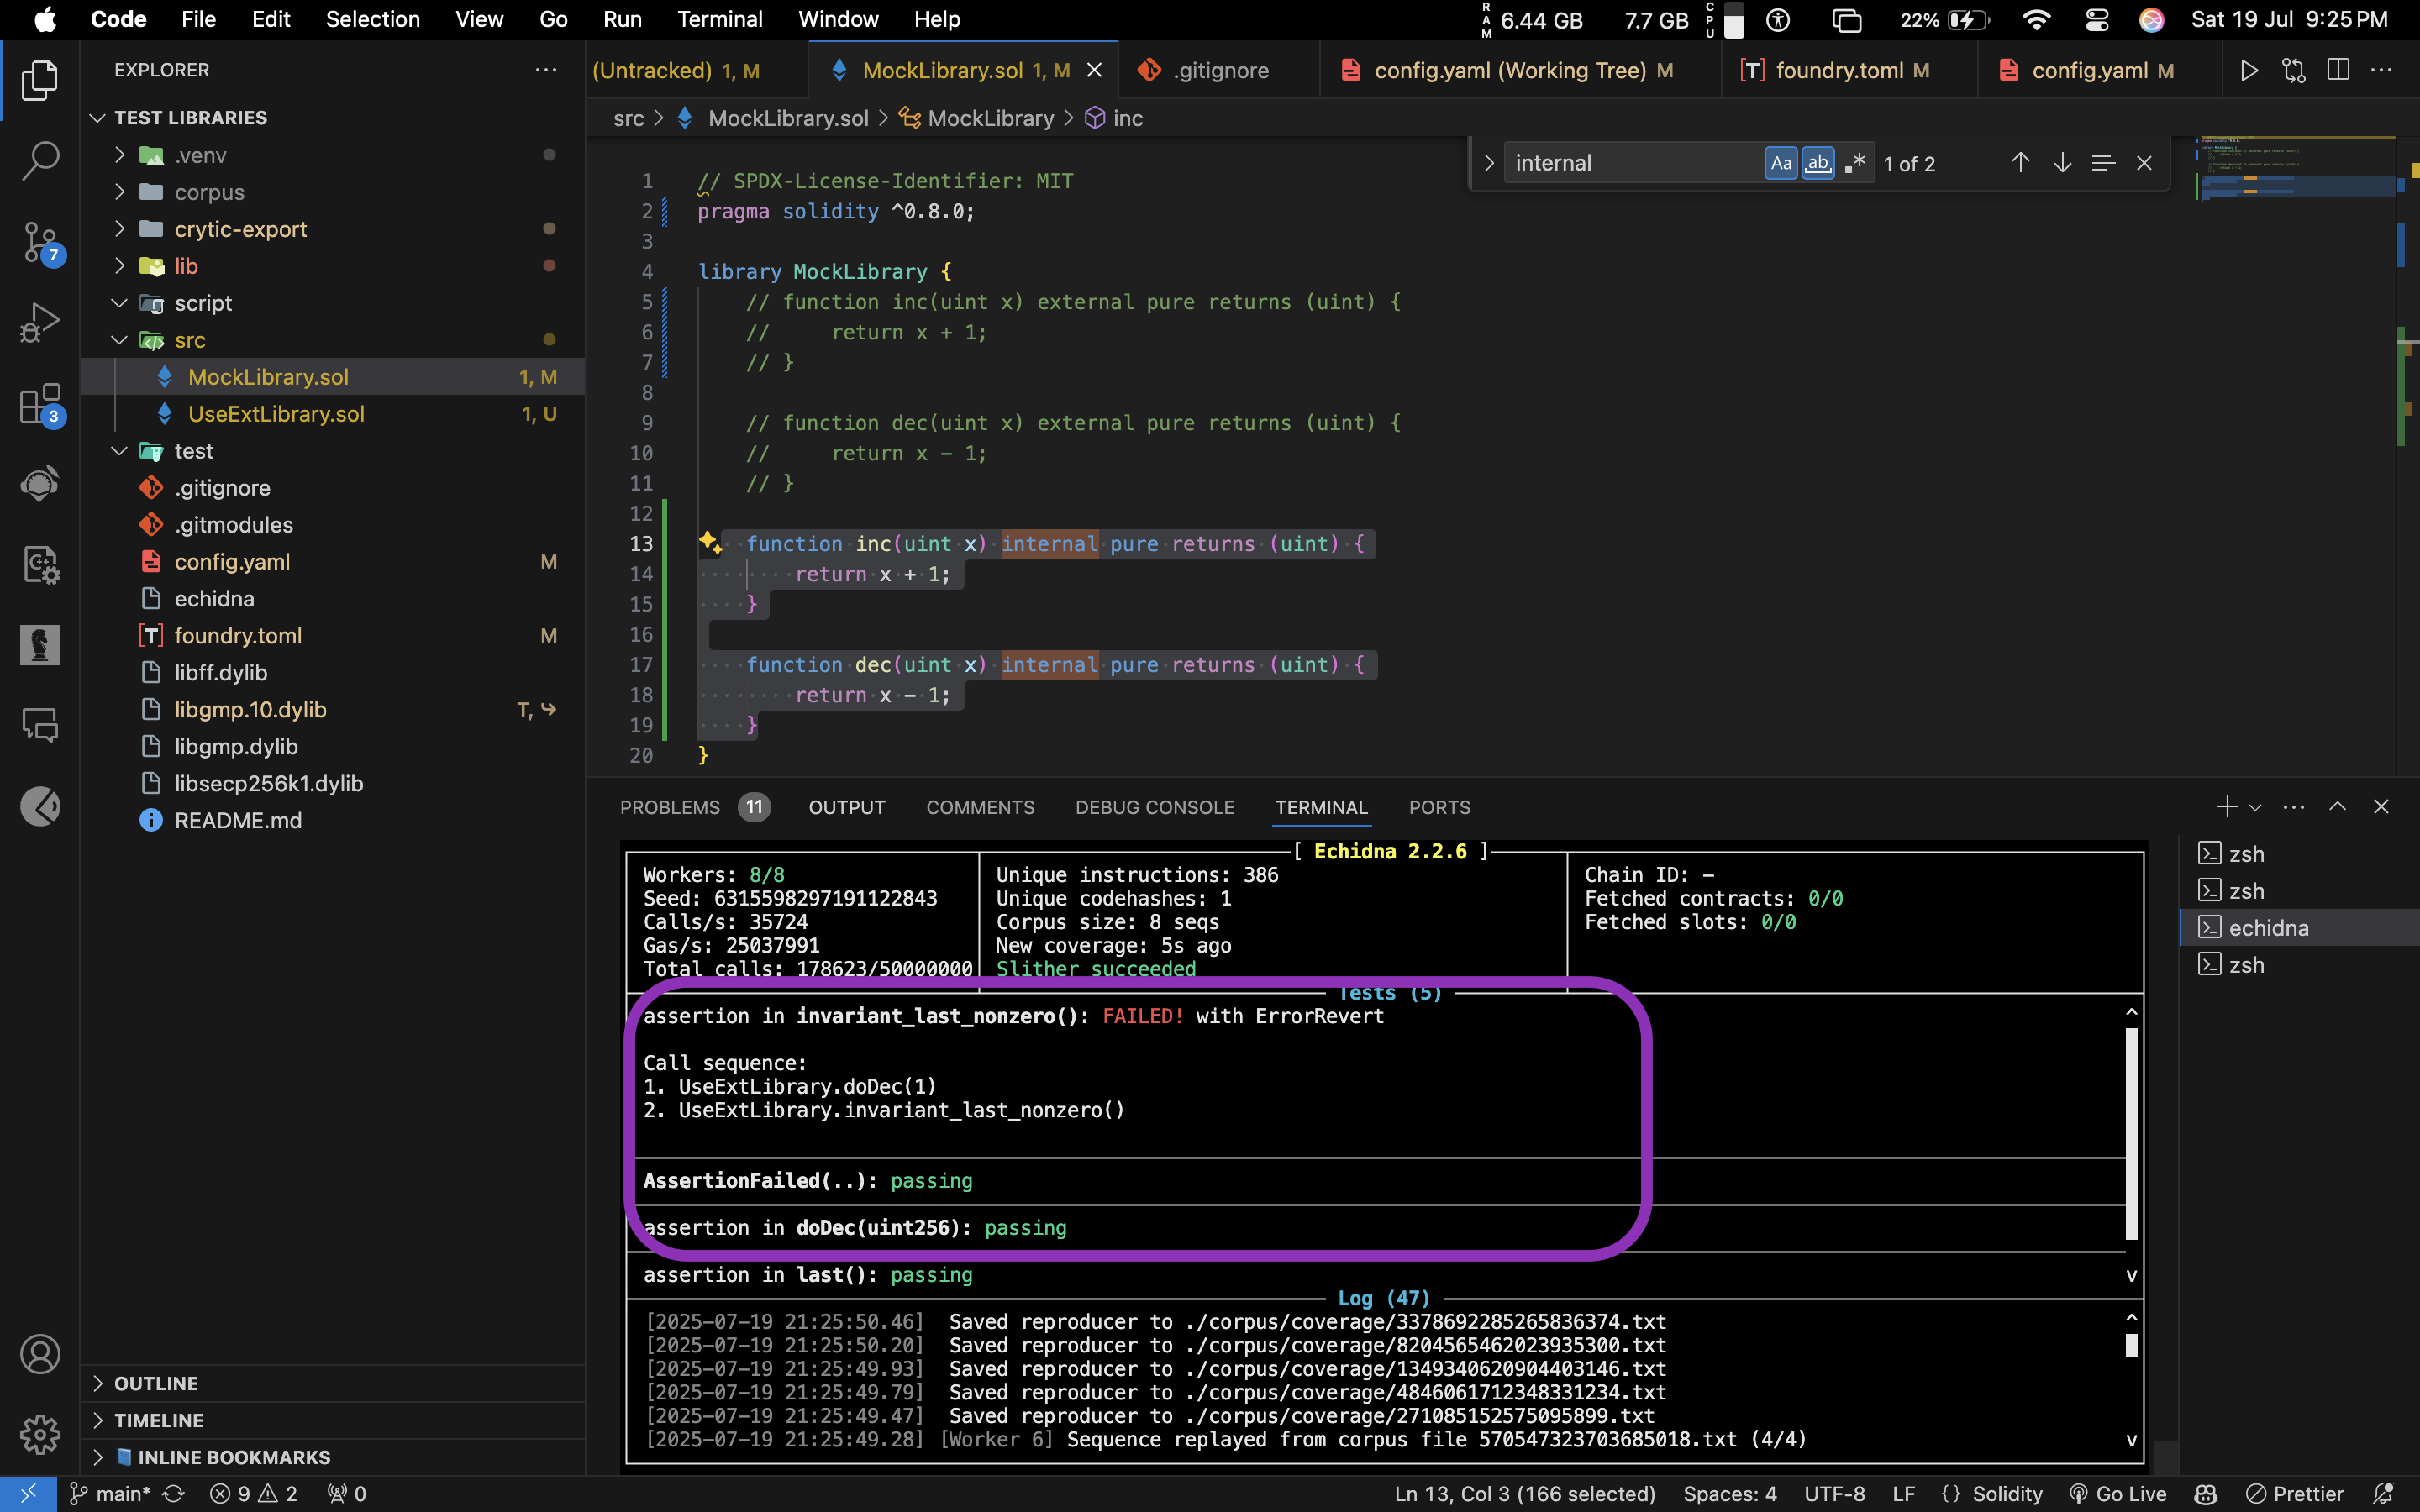 Code File Edit Selection View Go Run Terminal Window Help
RAM 6.44 GB 7.7 GB CPU 22% Sat 19 Jul 9:25 PM
EXPLORER
(Untracked) 1, M MockLibrary.sol 1, M .gitignore config.yaml (Working Tree) M foundry.toml M config.yaml M
TEST LIBRARIES
.venv
corpus
crytic-export
lib
script
src
MockLibrary.sol 1, M
UseExtLibrary.sol 1, U
test
.gitignore
.gitmodules
config.yaml M
echidna
foundry.toml M
libff.dylib
libgmp.10.dylib T,
libgmp.dylib
libsecp256k1.dylib
README.md
7
3
OUTLINE
TIMELINE
INLINE BOOKMARKS
src > MockLibrary.sol > MockLibrary > inc
internal Aa ab .* 1 of 2
1 // SPDX-License-Identifier: MIT
2 pragma solidity ^0.8.0;
3
4 library MockLibrary {
5 // function inc(uint x) external pure returns (uint) {
6 // return x + 1;
7 // }
8
9 // function dec(uint x) external pure returns (uint) {
10 // return x - 1;
11 // }
12
13 function inc(uint x) internal pure returns (uint) {
14 return x + 1;
15 }
16
17 function dec(uint x) internal pure returns (uint) {
18 return x - 1;
19 }
20 }
PROBLEMS 11 OUTPUT COMMENTS DEBUG CONSOLE TERMINAL PORTS
zsh
zsh
echidna
zsh
[ Echidna 2.2.6 ]
Workers: 8/8
Seed: 6315598297191122843
Calls/s: 35724
Gas/s: 25037991
Total calls: 178623/50000000
Unique instructions: 386
Unique codehashes: 1
Corpus size: 8 seqs
New coverage: 5s ago
Slither succeeded
Chain ID: -
Fetched contracts: 0/0
Fetched slots: 0/0
Tests (5)
assertion in invariant_last_nonzero(): FAILED! with ErrorRevert
Call sequence:
1. UseExtLibrary.doDec(1)
2. UseExtLibrary.invariant_last_nonzero()
AssertionFailed(..): passing
assertion in doDec(uint256): passing
assertion in last(): passing
Log (47)
[2025-07-19 21:25:50.46] Saved reproducer to ./corpus/coverage/3378692285265836374.txt
[2025-07-19 21:25:50.20] Saved reproducer to ./corpus/coverage/8204565462023935300.txt
[2025-07-19 21:25:49.93] Saved reproducer to ./corpus/coverage/1349340620904403146.txt
[2025-07-19 21:25:49.79] Saved reproducer to ./corpus/coverage/4846061712348331234.txt
[2025-07-19 21:25:49.47] Saved reproducer to ./corpus/coverage/271085152575095899.txt
[2025-07-19 21:25:49.28] [Worker 6] Sequence replayed from corpus file 570547323703685018.txt (4/4)
main* 9 2 0 Ln 13, Col 3 (166 selected) Spaces: 4 UTF-8 LF {} Solidity Go Live Prettier